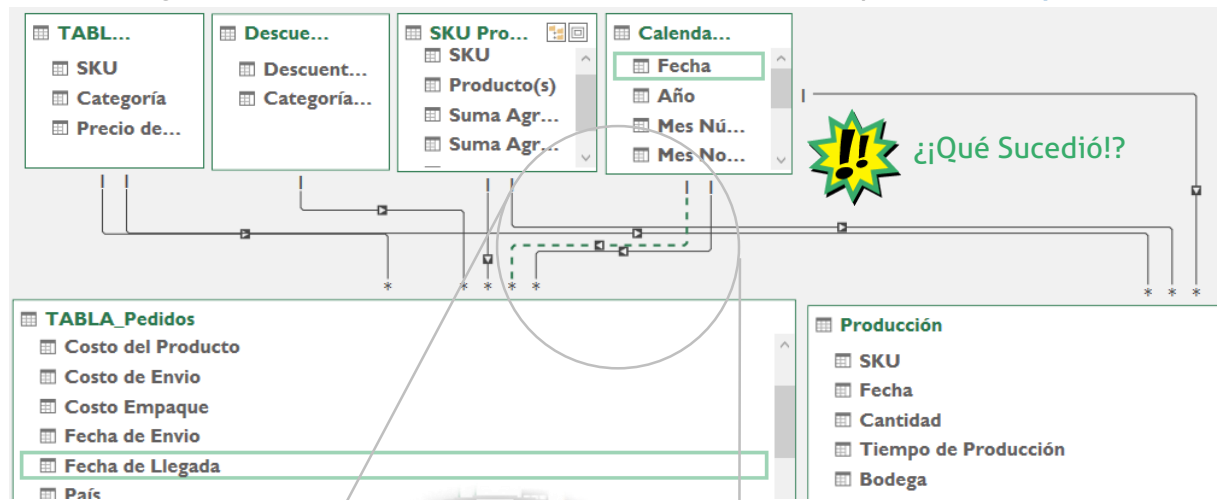 TABL...
SKU
Categoría
Precio de...
Descue...
Descuent...
Categoría...
SKU Pro...
SKU
Producto(s)
Suma Agr...
Suma Agr...
Calenda...
Fecha
Año
Mes Nú...
Mes No...
!!
¿¡Qué Sucedió!?
TABLA_Pedidos
Costo del Producto
Costo de Envio
Costo Empaque
Fecha de Envio
Fecha de Llegada
País
Producción
SKU
Fecha
Cantidad
Tiempo de Producción
Bodega